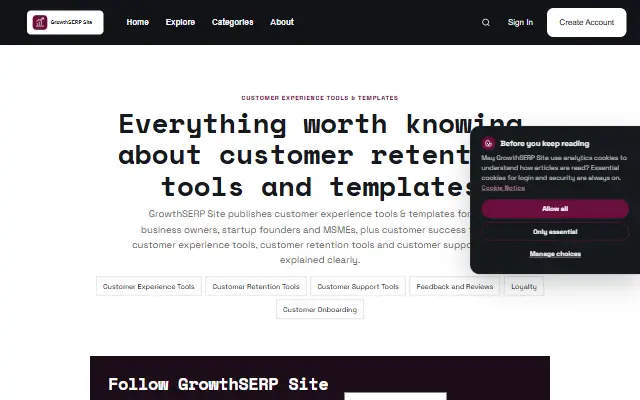 GrowthSERP Site
Home
Explore
Categories
About
Sign In
Create Account
CUSTOMER EXPERIENCE TOOLS & TEMPLATES
Everything worth knowing
about customer retent
tools and templates
GrowthSERP Site publishes customer experience tools & templates for
business owners, startup founders and MSMEs, plus customer success
customer experience tools, customer retention tools and customer suppo
explained clearly.
Customer Experience Tools
Customer Retention Tools
Customer Support Tools
Feedback and Reviews
Loyalty
Customer Onboarding
Before you keep reading
May GrowthSERP Site use analytics cookies to
understand how articles are read? Essential
cookies for login and security are always on.
Cookie Notice
Allow all
Only essential
Manage choices
Follow GrowthSERP Site